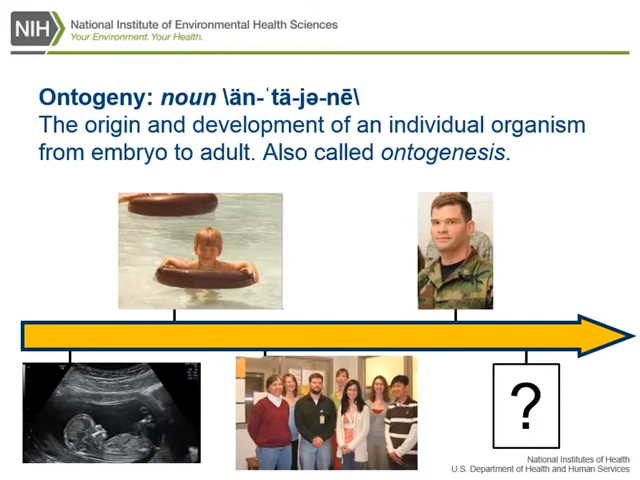 NIH National Institute of Environmental Health Sciences
Your Environment. Your Health.
Ontogeny: noun \än-ˈtä-jə-nē\
The origin and development of an individual organism
from embryo to adult. Also called ontogenesis.
?
National Institutes of Health
U.S. Department of Health and Human Services